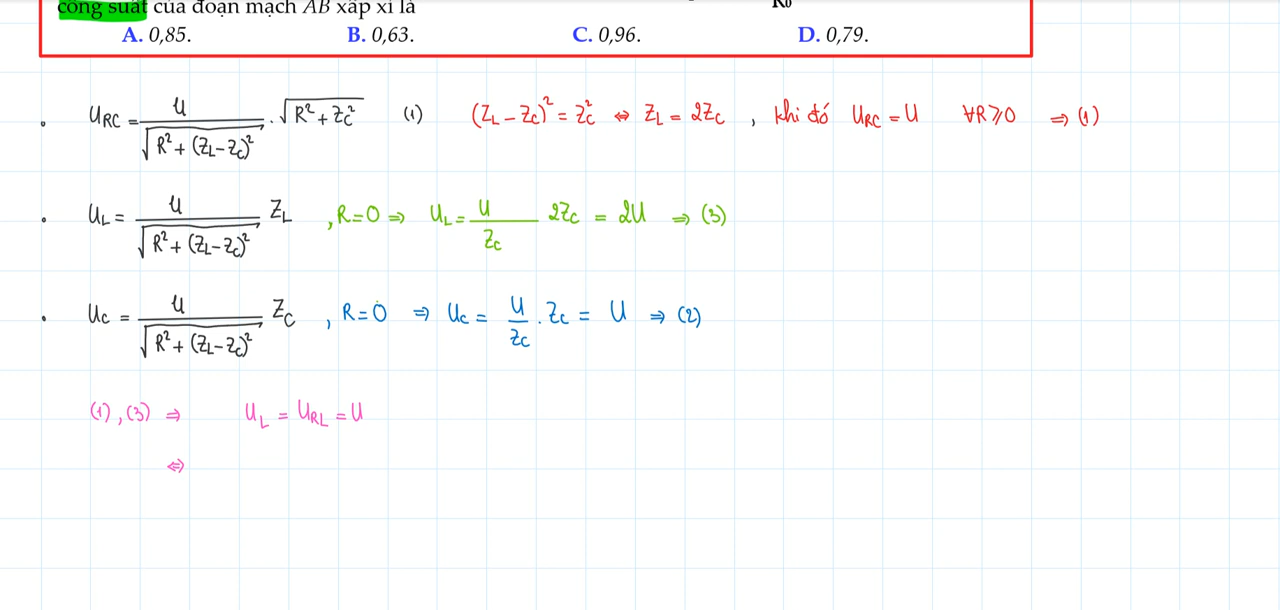 công suất của đoạn mạch AB xấp xỉ là
R₀
A. 0,85. B. 0,63. C. 0,96. D. 0,79.
• U_RC = U / √(R² + (Z_L − Z_C)²) . √(R² + Z_C²) (1) (Z_L − Z_C)² = Z_C² ⇔ Z_L = 2Z_C , khi đó U_RC = U ∀R ⩾ 0 ⇒ (1)
• U_L = U / √(R² + (Z_L − Z_C)²) Z_L , R = 0 ⇒ U_L = U / Z_C 2Z_C = 2U ⇒ (3)
• U_C = U / √(R² + (Z_L − Z_C)²) Z_C , R = 0 ⇒ U_C = U / Z_C . Z_C = U ⇒ (2)
(1) , (3) ⇒ U_L = U_RL = U
⇔